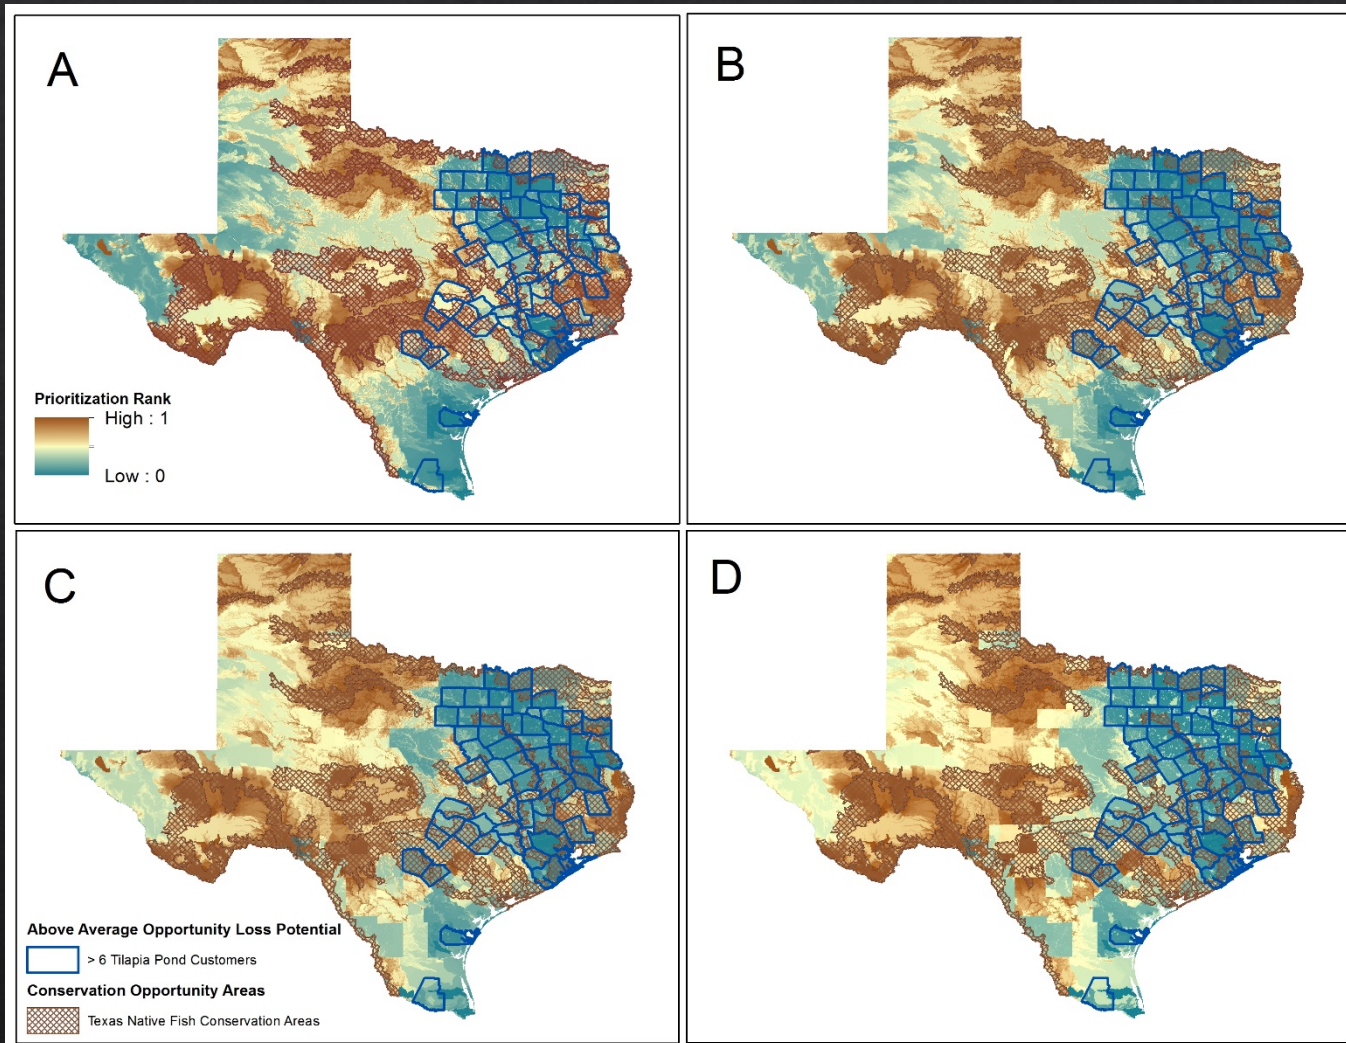 A
B
Prioritization Rank
High : 1
Low : 0
C
D
Above Average Opportunity Loss Potential
> 6 Tilapia Pond Customers
Conservation Opportunity Areas
Texas Native Fish Conservation Areas